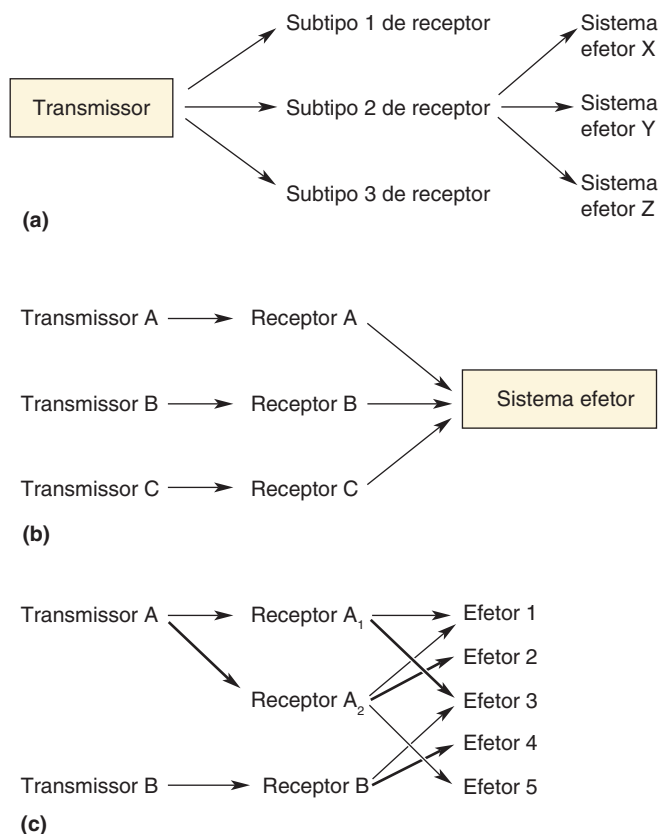 Subtipo 1 de receptor
Sistema
efetor X
Transmissor
Subtipo 2 de receptor
Sistema
efetor Y
Subtipo 3 de receptor
Sistema
efetor Z
(a)
Transmissor A
Receptor A
Transmissor B
Receptor B
Sistema efetor
Transmissor C
Receptor C
(b)
Transmissor A
Receptor A₁
Efetor 1
Efetor 2
Receptor A₂
Efetor 3
Efetor 4
Transmissor B
Receptor B
Efetor 5
(c)